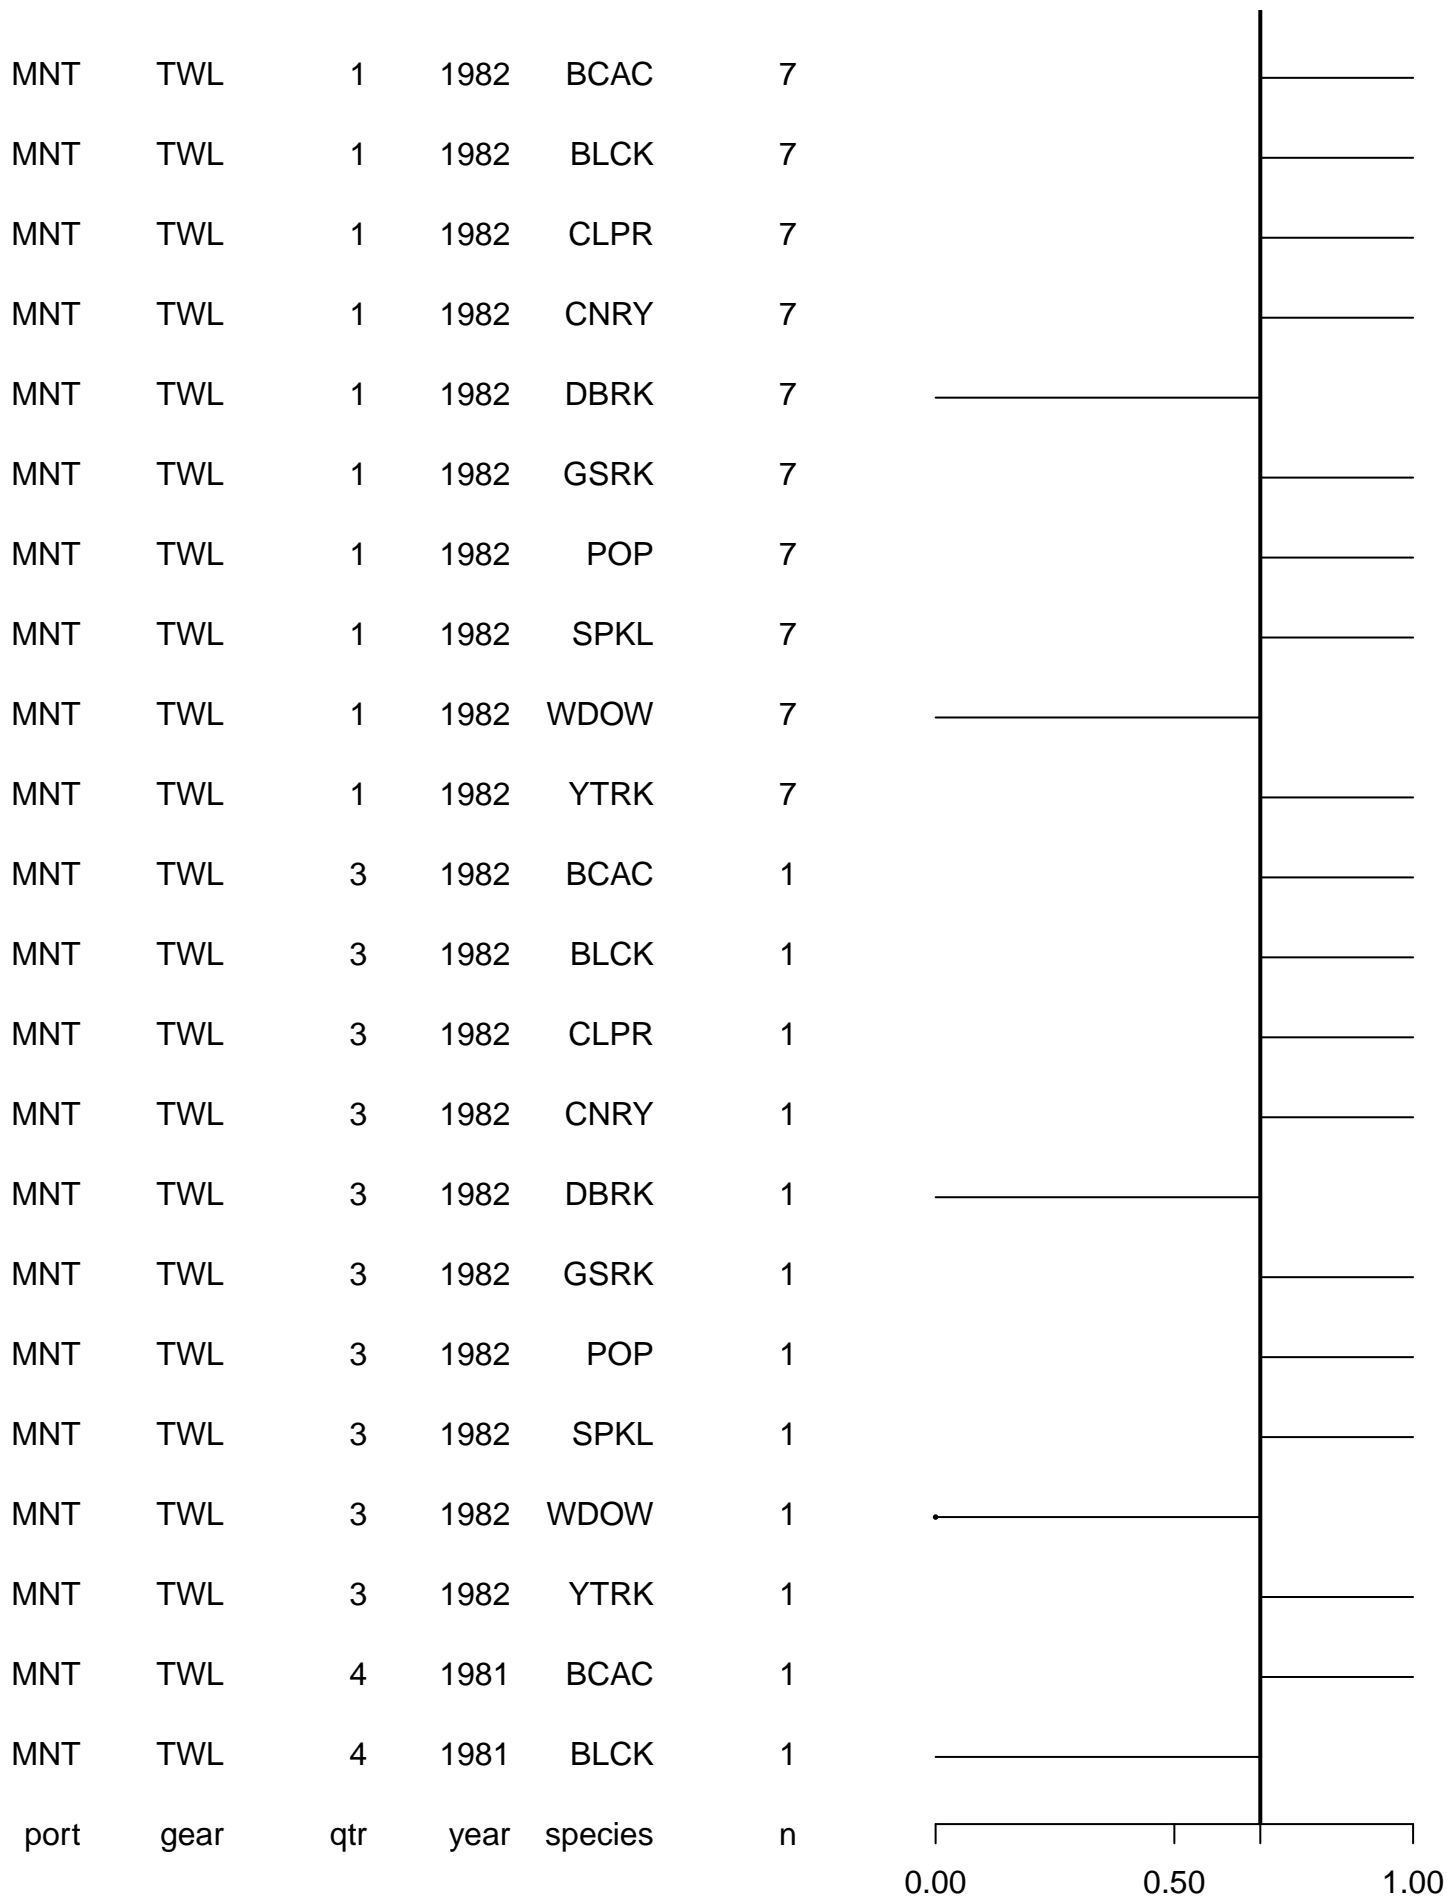 MNT TWL 1 1982 BCAC 7
MNT TWL 1 1982 BLCK 7
MNT TWL 1 1982 CLPR 7
MNT TWL 1 1982 CNRY 7
MNT TWL 1 1982 DBRK 7
MNT TWL 1 1982 GSRK 7
MNT TWL 1 1982 POP 7
MNT TWL 1 1982 SPKL 7
MNT TWL 1 1982 WDOW 7
MNT TWL 1 1982 YTRK 7
MNT TWL 3 1982 BCAC 1
MNT TWL 3 1982 BLCK 1
MNT TWL 3 1982 CLPR 1
MNT TWL 3 1982 CNRY 1
MNT TWL 3 1982 DBRK 1
MNT TWL 3 1982 GSRK 1
MNT TWL 3 1982 POP 1
MNT TWL 3 1982 SPKL 1
MNT TWL 3 1982 WDOW 1
MNT TWL 3 1982 YTRK 1
MNT TWL 4 1981 BCAC 1
MNT TWL 4 1981 BLCK 1
port gear qtr year species n
0.00 0.50 1.00